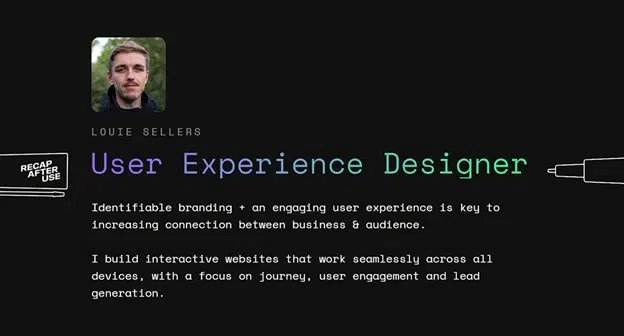 LOUIE SELLERS
User Experience Designer
RECAP
AFTER
USE
Identifiable branding + an engaging user experience is key to
increasing connection between business & audience.
I build interactive websites that work seamlessly across all
devices, with a focus on journey, user engagement and lead
generation.